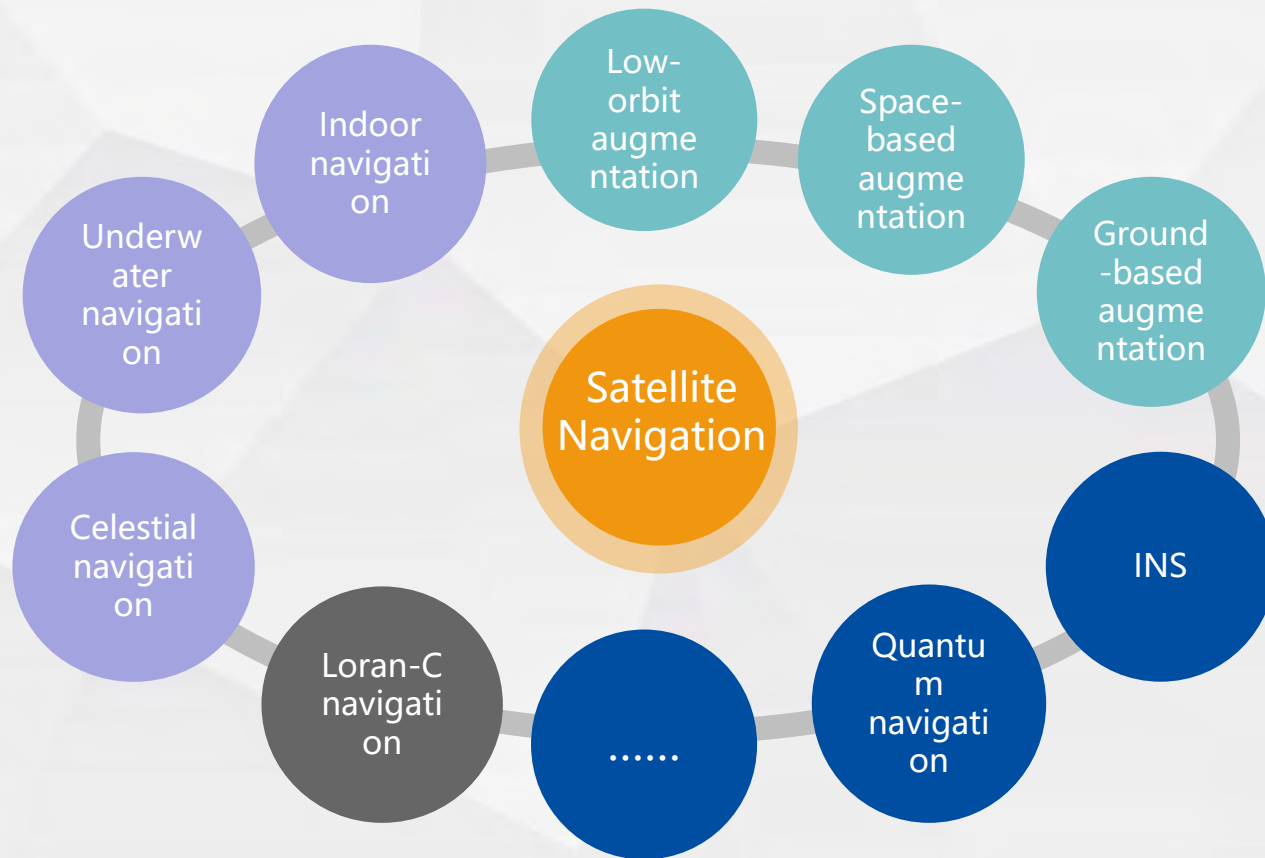 Low-
orbit
augme
ntation
Space-
based
augme
ntation
Ground
-based
augme
ntation
INS
Quantu
m
navigati
on
......
Loran-C
navigati
on
Celestial
navigati
on
Underw
ater
navigati
on
Indoor
navigati
on
Satellite
Navigation